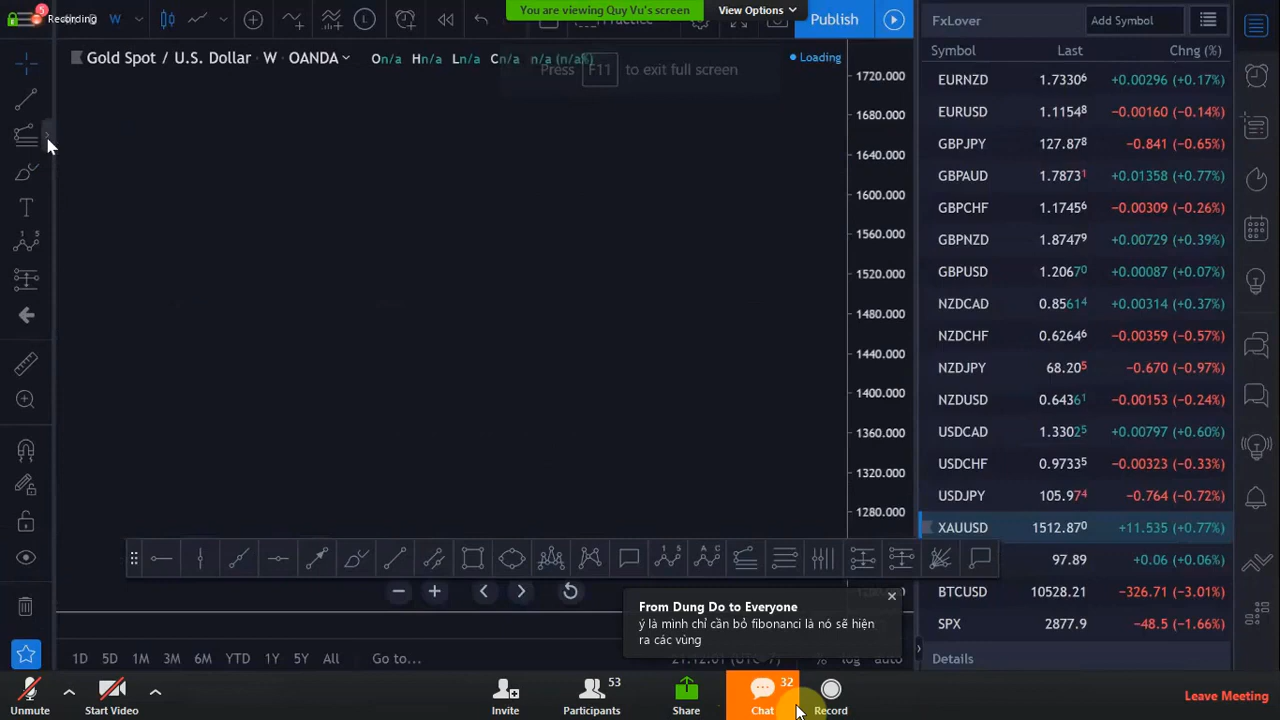 5
Recording
W
You are viewing Quy Vu's screen
View Options
Publish
Press F11 to exit full screen
Gold Spot / U.S. Dollar · W · OANDA
On/a Hn/a Ln/a Cn/a n/a (n/a%)
Loading
1720.000
1680.000
1640.000
1600.000
1560.000
1520.000
1480.000
1440.000
1400.000
1360.000
1320.000
1280.000
FxLover
Add Symbol
Symbol Last Chng (%)
EURNZD 1.73306 +0.00296 (+0.17%)
EURUSD 1.11548 −0.00160 (−0.14%)
GBPJPY 127.878 −0.841 (−0.65%)
GBPAUD 1.78731 +0.01358 (+0.77%)
GBPCHF 1.17456 −0.00309 (−0.26%)
GBPNZD 1.87479 +0.00729 (+0.39%)
GBPUSD 1.20670 +0.00087 (+0.07%)
NZDCAD 0.85614 +0.00314 (+0.37%)
NZDCHF 0.62646 −0.00359 (−0.57%)
NZDJPY 68.205 −0.670 (−0.97%)
NZDUSD 0.64361 −0.00153 (−0.24%)
USDCAD 1.33025 +0.00797 (+0.60%)
USDCHF 0.97335 −0.00323 (−0.33%)
USDJPY 105.974 −0.764 (−0.72%)
XAUUSD 1512.870 +11.535 (+0.77%)
97.89 +0.06 (+0.06%)
BTCUSD 10528.21 −326.71 (−3.01%)
SPX 2877.9 −48.5 (−1.66%)
Details
From Dung Do to Everyone
ý là mình chỉ cần bỏ fibonanci là nó sẽ hiện
ra các vùng
1D 5D 1M 3M 6M YTD 1Y 5Y All Go to...
% log auto
Unmute
Start Video
Invite
53
Participants
Share
32
Chat
Record
Leave Meeting